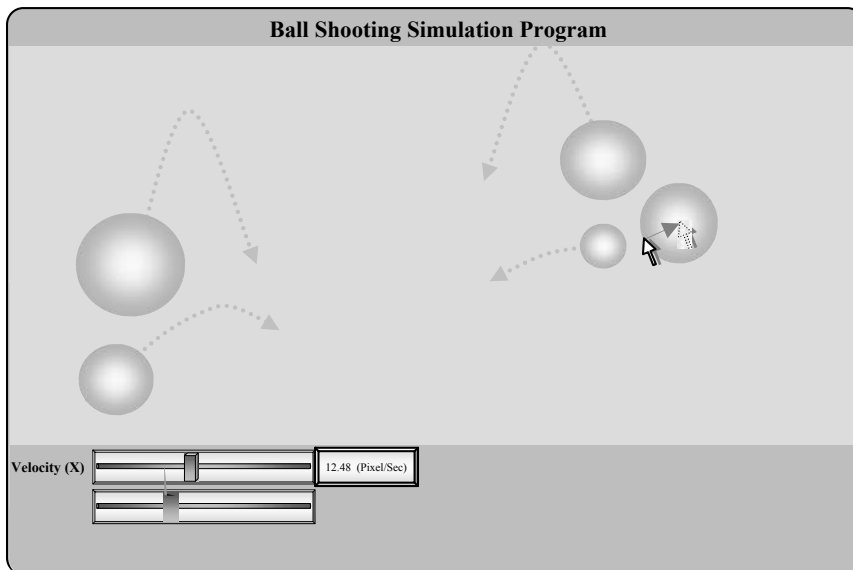 Ball Shooting Simulation Program
Velocity (X)
12.48 (Pixel/Sec)